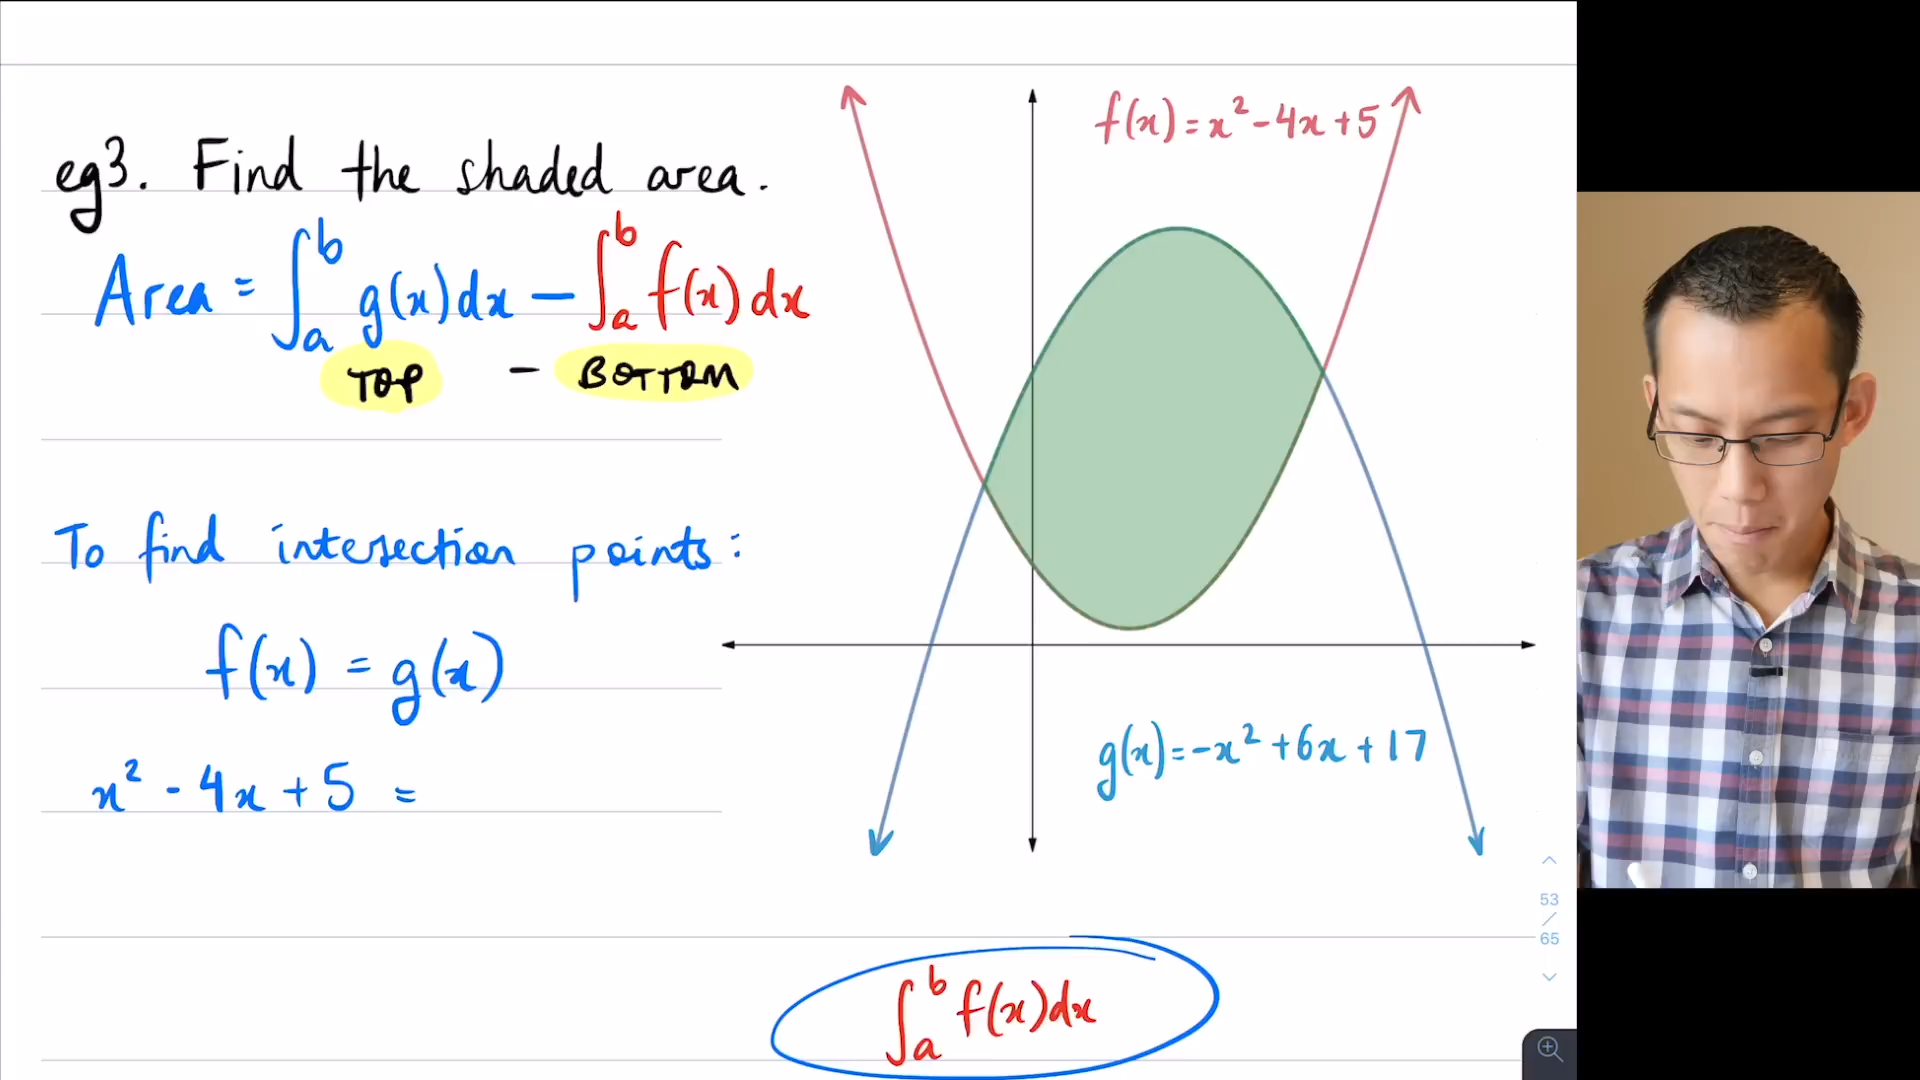 eg3. Find the shaded area.
Area = ∫_a^b g(x)dx − ∫_a^b f(x)dx
TOP − BOTTOM
To find intersection points:
f(x) = g(x)
x² - 4x + 5 =
f(x) = x² - 4x + 5
g(x) = -x² + 6x + 17
∫_a^b f(x)dx
53
/
65